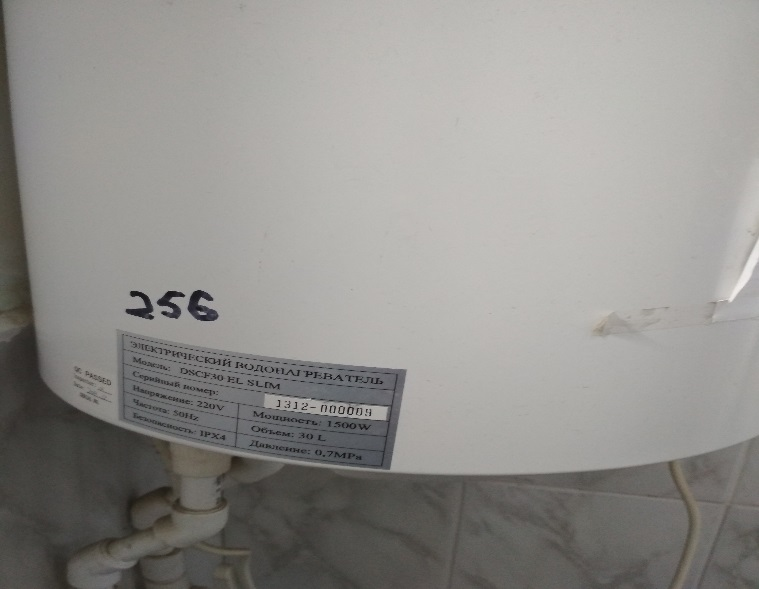 256
ЭЛЕКТРИЧЕСКИЙ ВОДОНАГРЕВАТЕЛЬ
Модель: DSCF30 EL SLIM
Серийный номер: 1312-000009
Напряжение: 220V Мощность: 1500W
Частота: 50Hz Объем: 30 L
Безопасность: IPX4 Давление: 0,7MPa
QC PASSED